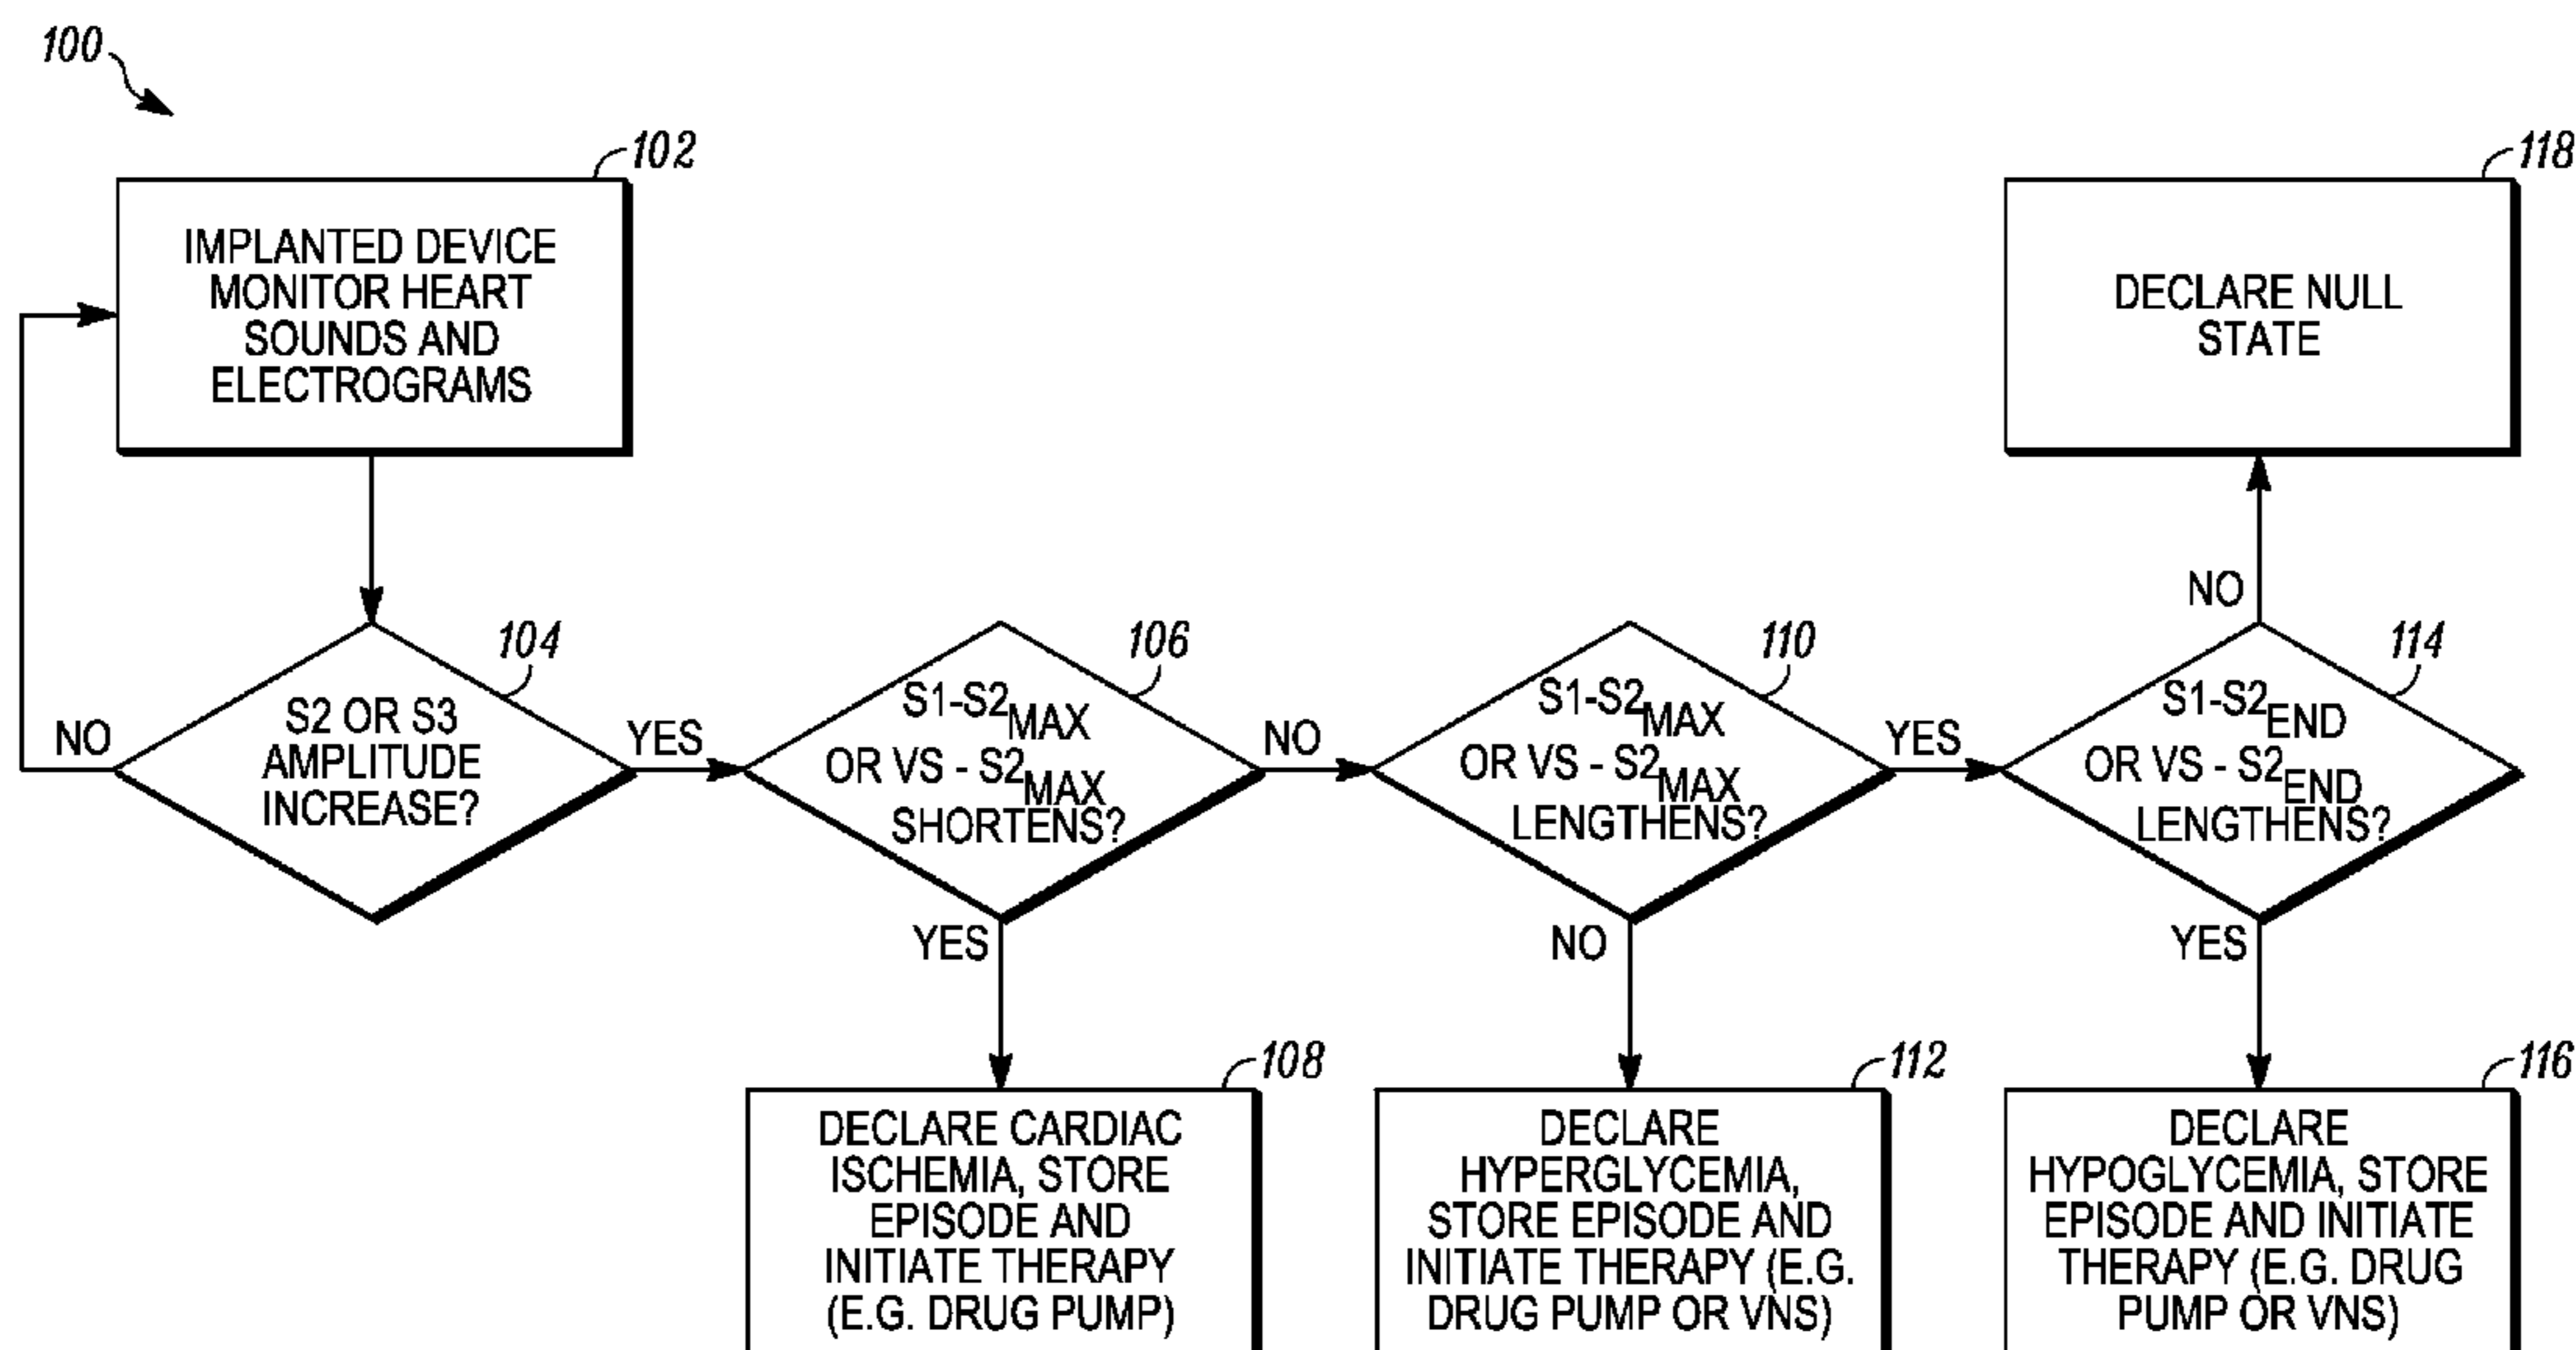 100
102
IMPLANTED DEVICE
MONITOR HEART
SOUNDS AND
ELECTROGRAMS
118
DECLARE NULL
STATE
104
S2 OR S3
AMPLITUDE
INCREASE?
NO
YES
106
S1-S2MAX
OR VS - S2MAX
SHORTENS?
NO
YES
110
S1-S2MAX
OR VS - S2MAX
LENGTHENS?
YES
NO
114
S1-S2END
OR VS - S2END
LENGTHENS?
NO
YES
108
DECLARE CARDIAC
ISCHEMIA, STORE
EPISODE AND
INITIATE THERAPY
(E.G. DRUG PUMP)
112
DECLARE
HYPERGLYCEMIA,
STORE EPISODE AND
INITIATE THERAPY (E.G.
DRUG PUMP OR VNS)
116
DECLARE
HYPOGLYCEMIA, STORE
EPISODE AND INITIATE
THERAPY (E.G. DRUG
PUMP OR VNS)